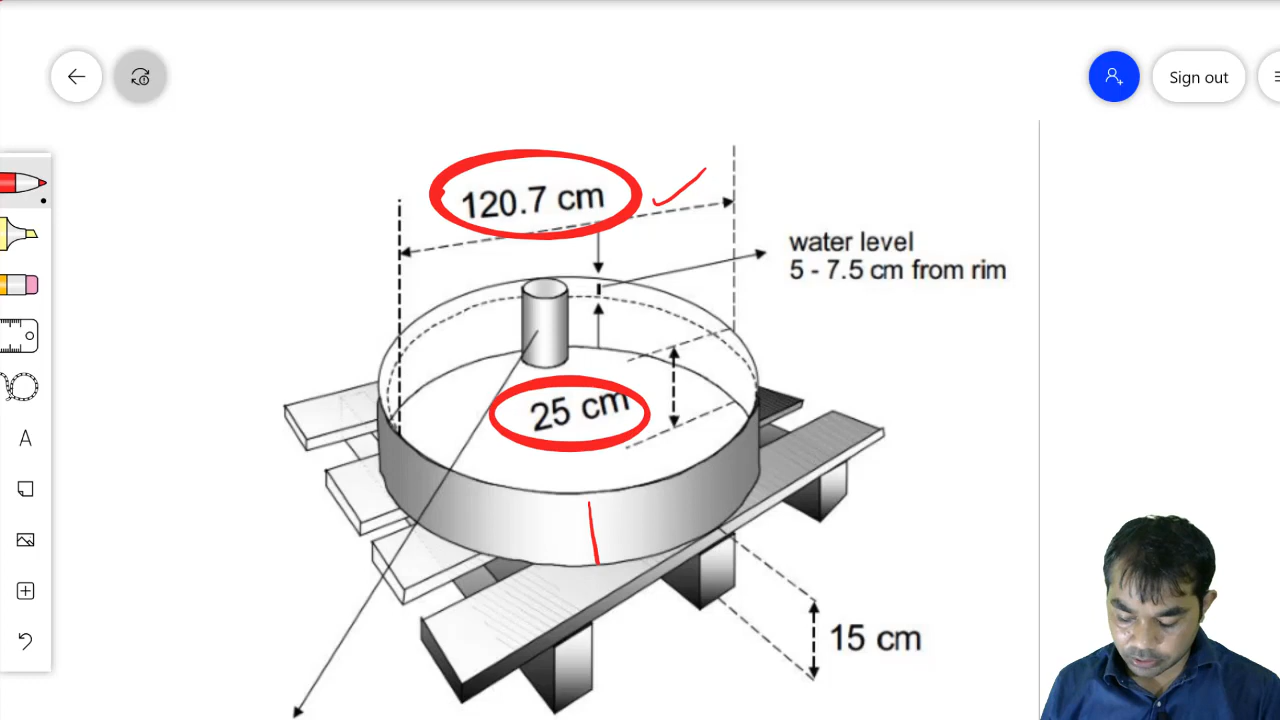 Sign out
120.7 cm
water level
5 - 7.5 cm from rim
25 cm
15 cm
A